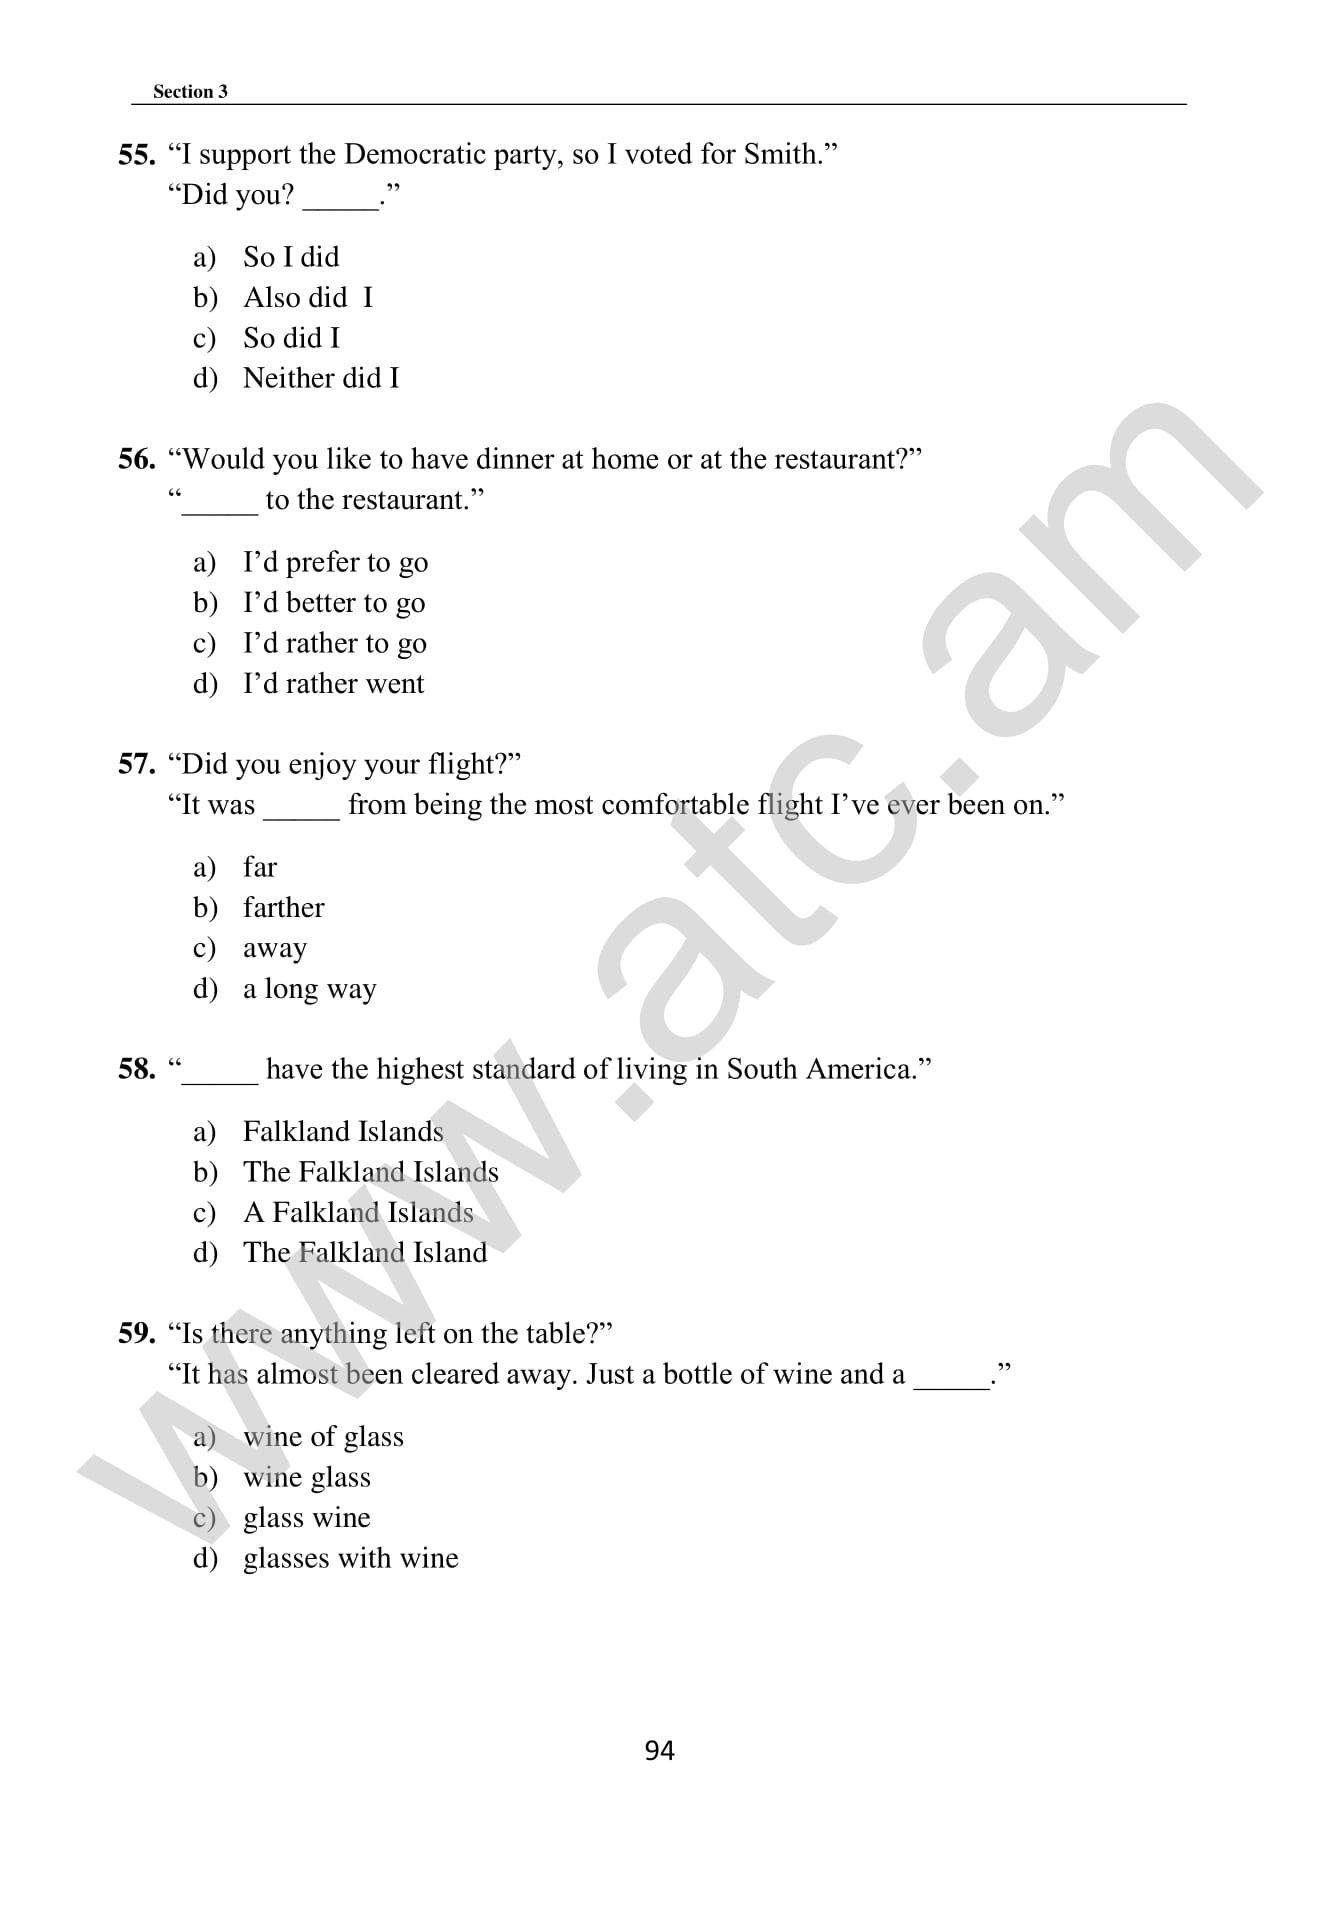 Section 3
55. “I support the Democratic party, so I voted for Smith.”
“Did you? _____.”
a) So I did
b) Also did I
c) So did I
d) Neither did I
56. “Would you like to have dinner at home or at the restaurant?”
“_____ to the restaurant.”
a) I’d prefer to go
b) I’d better to go
c) I’d rather to go
d) I’d rather went
57. “Did you enjoy your flight?”
“It was _____ from being the most comfortable flight I’ve ever been on.”
a) far
b) farther
c) away
d) a long way
58. “_____ have the highest standard of living in South America.”
a) Falkland Islands
b) The Falkland Islands
c) A Falkland Islands
d) The Falkland Island
59. “Is there anything left on the table?”
“It has almost been cleared away. Just a bottle of wine and a _____.”
a) wine of glass
b) wine glass
c) glass wine
d) glasses with wine
94
www.atc.am